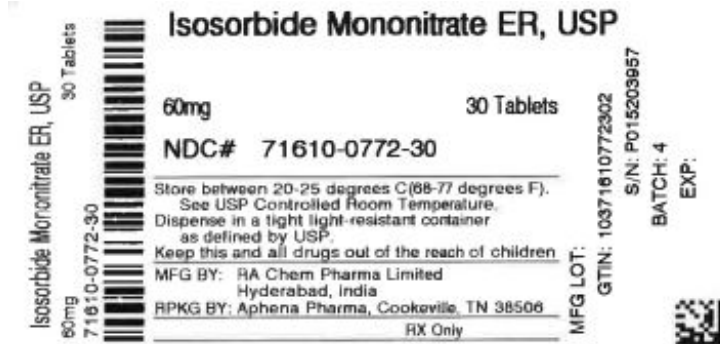 Isosorbide Mononitrate ER, USP
60mg 30 Tablets
NDC# 71610-0772-30
Store between 20-25 degrees C(68-77 degrees F).
See USP Controlled Room Temperature.
Dispense in a tight light-resistant container
as defined by USP.
Keep this and all drugs out of the reach of children
MFG BY: RA Chem Pharma Limited
Hyderabad, India
RPKG BY: Aphena Pharma, Cookeville, TN 38506
RX Only
Isosorbide Mononitrate ER, USP
60mg 30 Tablets
71610-0772-30
MFG LOT:
GTIN: 10371610772302
S/N: P015203957
BATCH: 4
EXP: